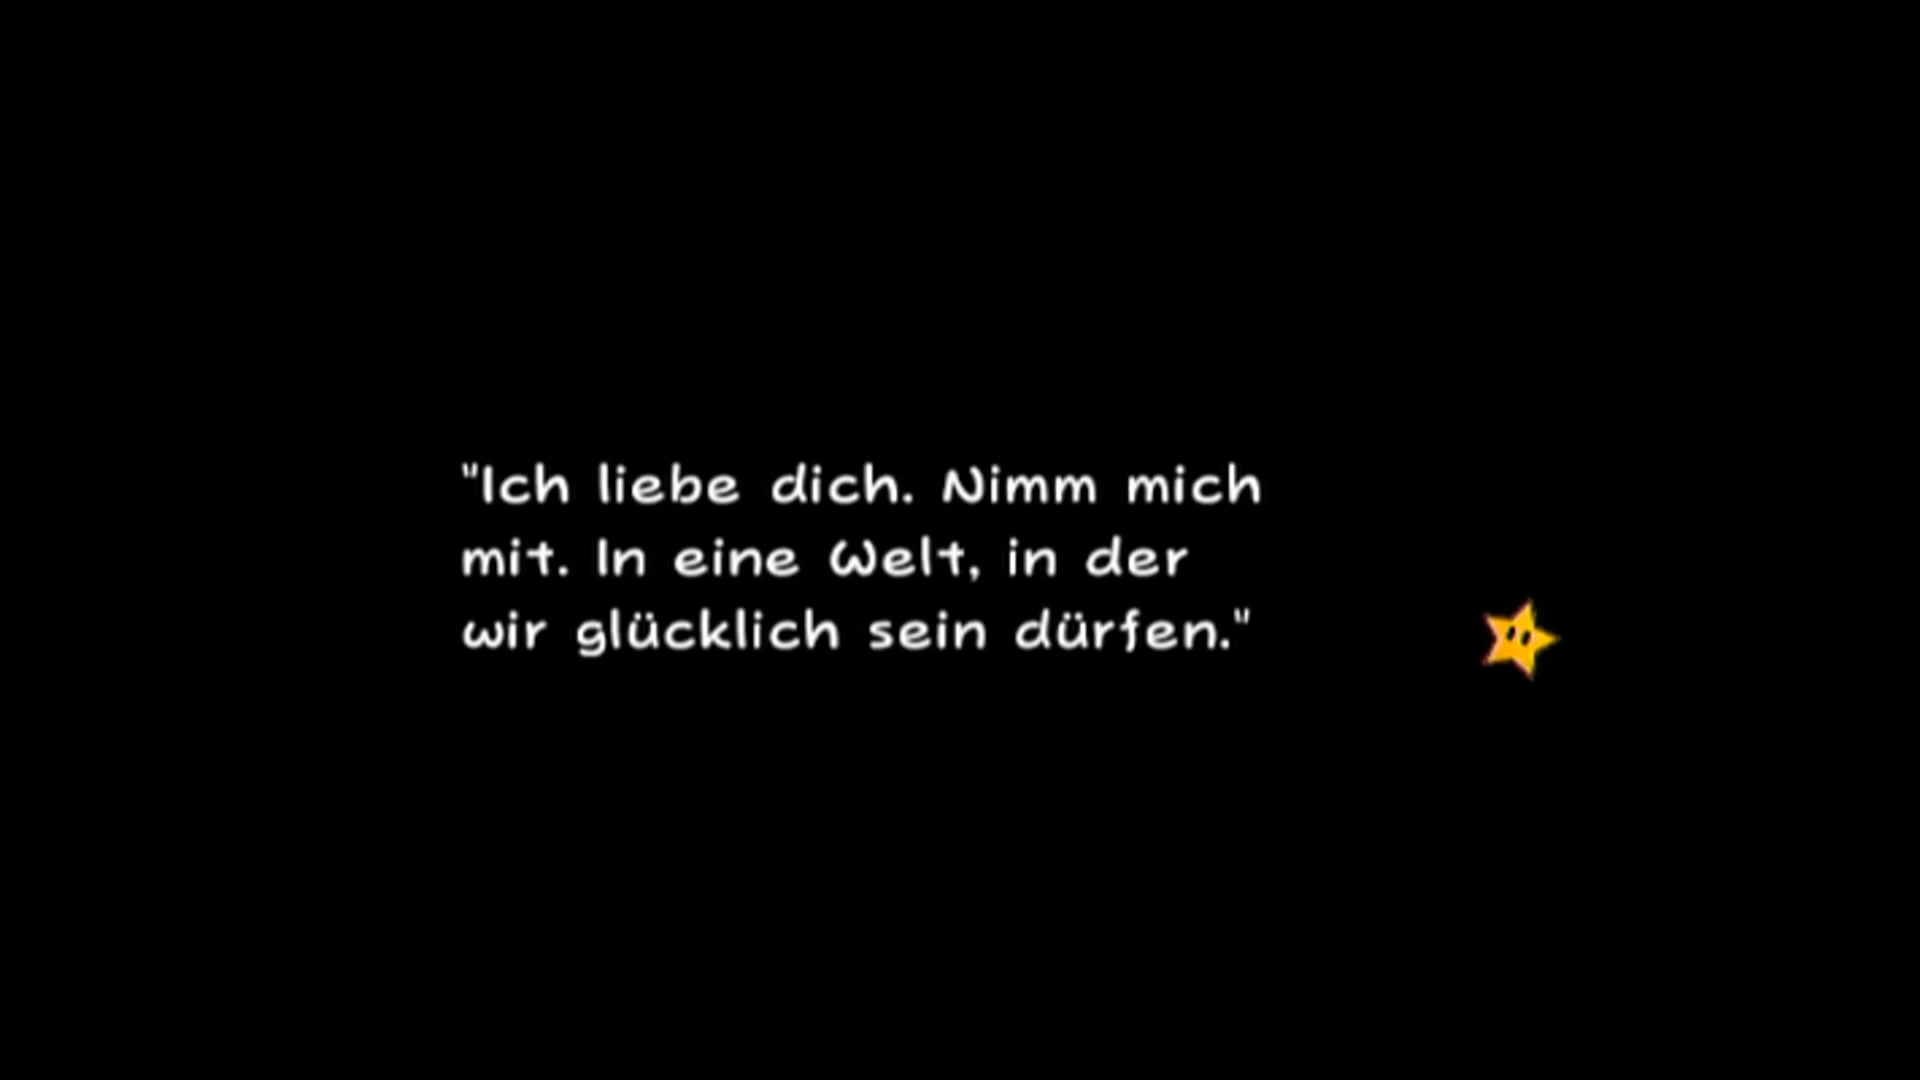 "Ich liebe dich. Nimm mich
mit. In eine Welt, in der
wir glücklich sein dürfen."